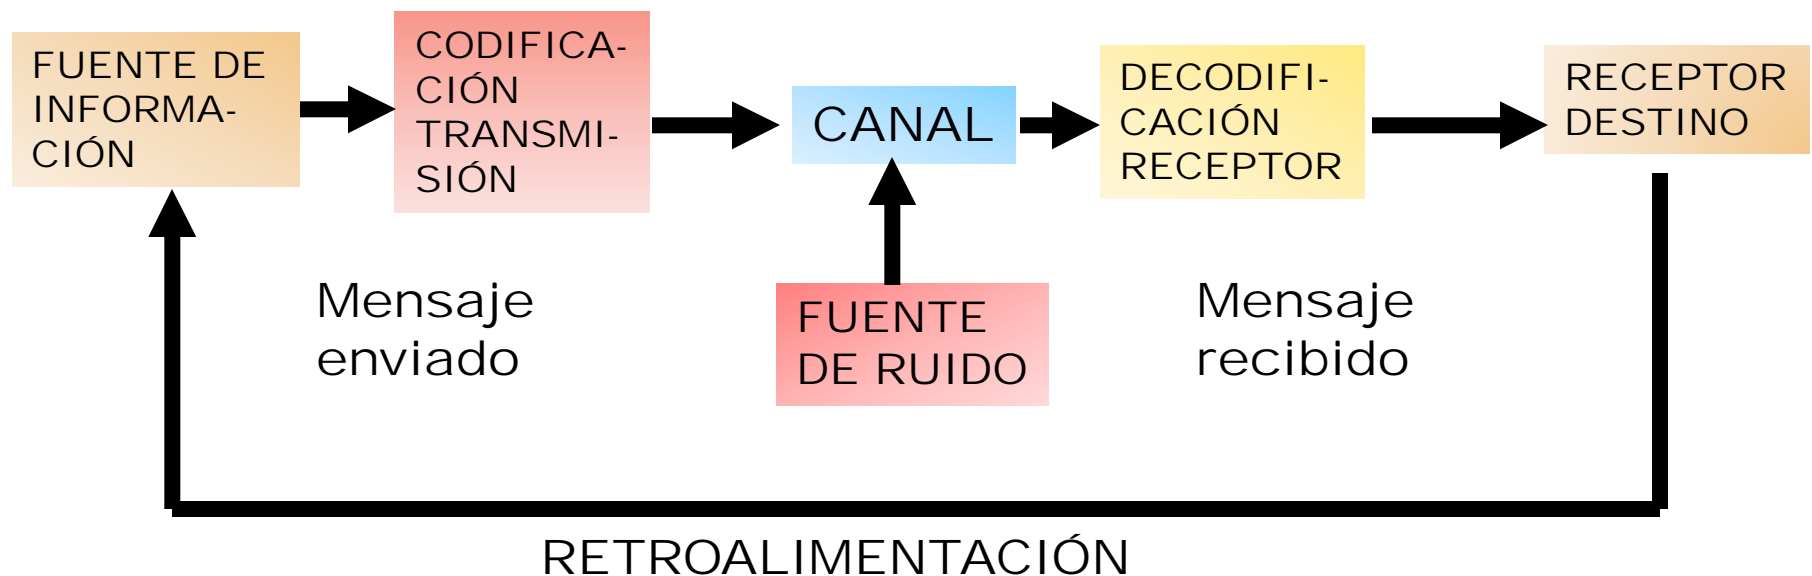 FUENTE DE
INFORMA-
CIÓN
CODIFICA-
CIÓN
TRANSMI-
SIÓN
CANAL
DECODIFI-
CACIÓN
RECEPTOR
RECEPTOR
DESTINO
Mensaje
enviado
FUENTE
DE RUIDO
Mensaje
recibido
RETROALIMENTACIÓN